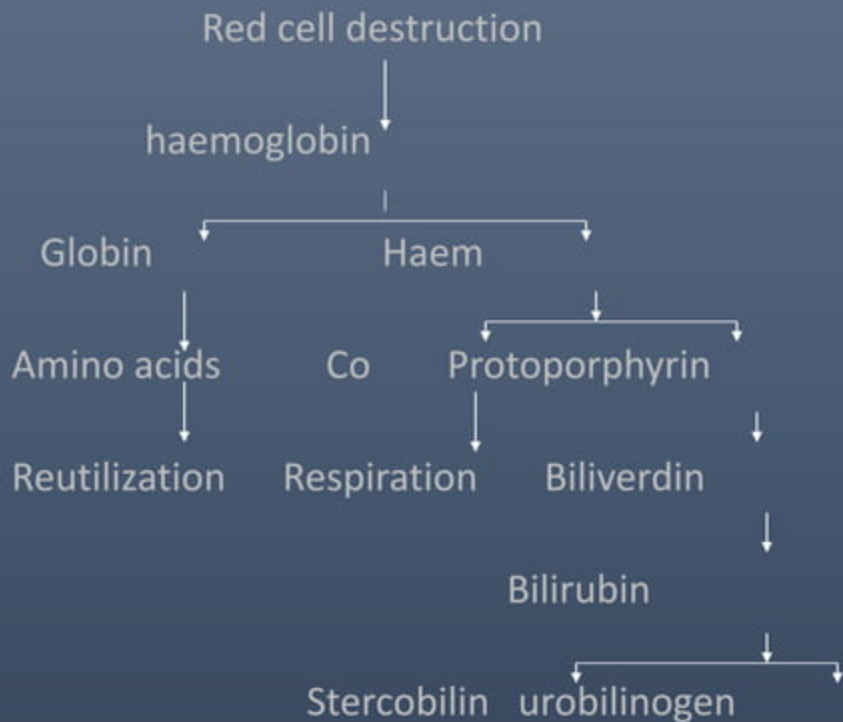 Red cell destruction
haemoglobin
Globin Haem
Amino acids Co Protoporphyrin
Reutilization Respiration Biliverdin
Bilirubin
Stercobilin urobilinogen